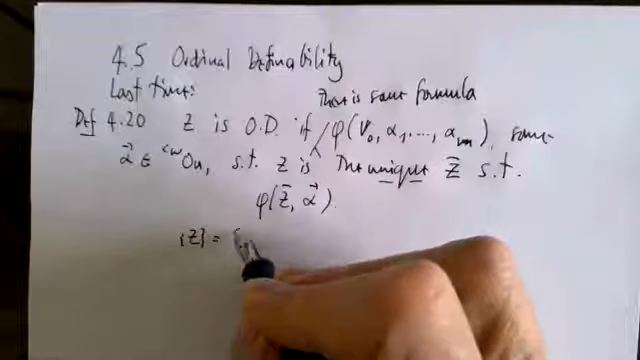 4.5 Ordinal Definability
Last time:
There is some formula
Def 4.20 z is O.D. if φ(v₀, α₁, ..., αₘ), some
α⃗ ∈ ^{<ω}On, s.t. z is The unique z̄ s.t.
φ(z̄, α⃗).
{z} = {